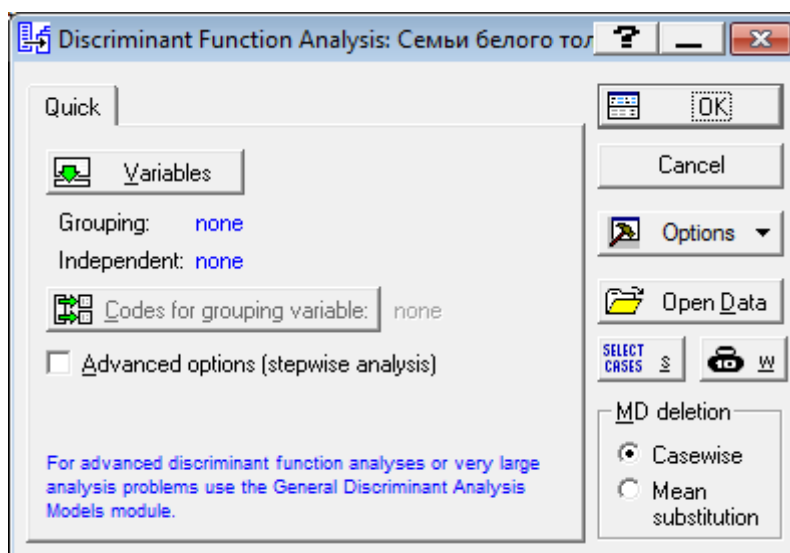 Discriminant Function Analysis: Семьи белого тол
?
Quick
Variables
Grouping: none
Independent: none
Codes for grouping variable: none
Advanced options (stepwise analysis)
For advanced discriminant function analyses or very large
analysis problems use the General Discriminant Analysis
Models module.
OK
Cancel
Options
Open Data
SELECT
CASES S
W
MD deletion
Casewise
Mean
substitution